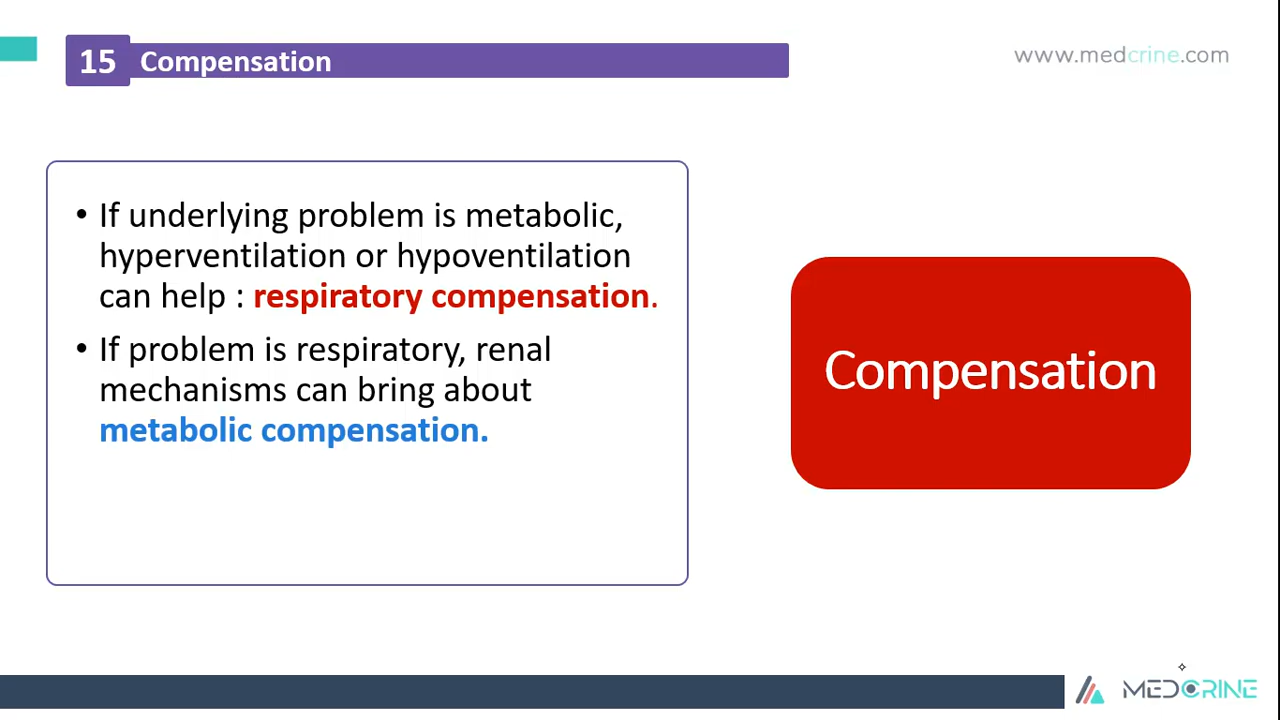 15 Compensation
www.medcrine.com
• If underlying problem is metabolic,
hyperventilation or hypoventilation
can help : respiratory compensation.
• If problem is respiratory, renal
mechanisms can bring about
metabolic compensation.
Compensation
MEDCRINE